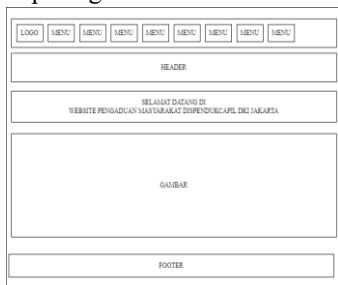 LOGO MENU MENU MENU MENU MENU MENU MENU MENU
HEADER
SELAMAT DATANG DI
WEBSITE PENGADUAN MASYARAKAT DISPENDUKCAPIL DKI JAKARTA
GAMBAR
FOOTER